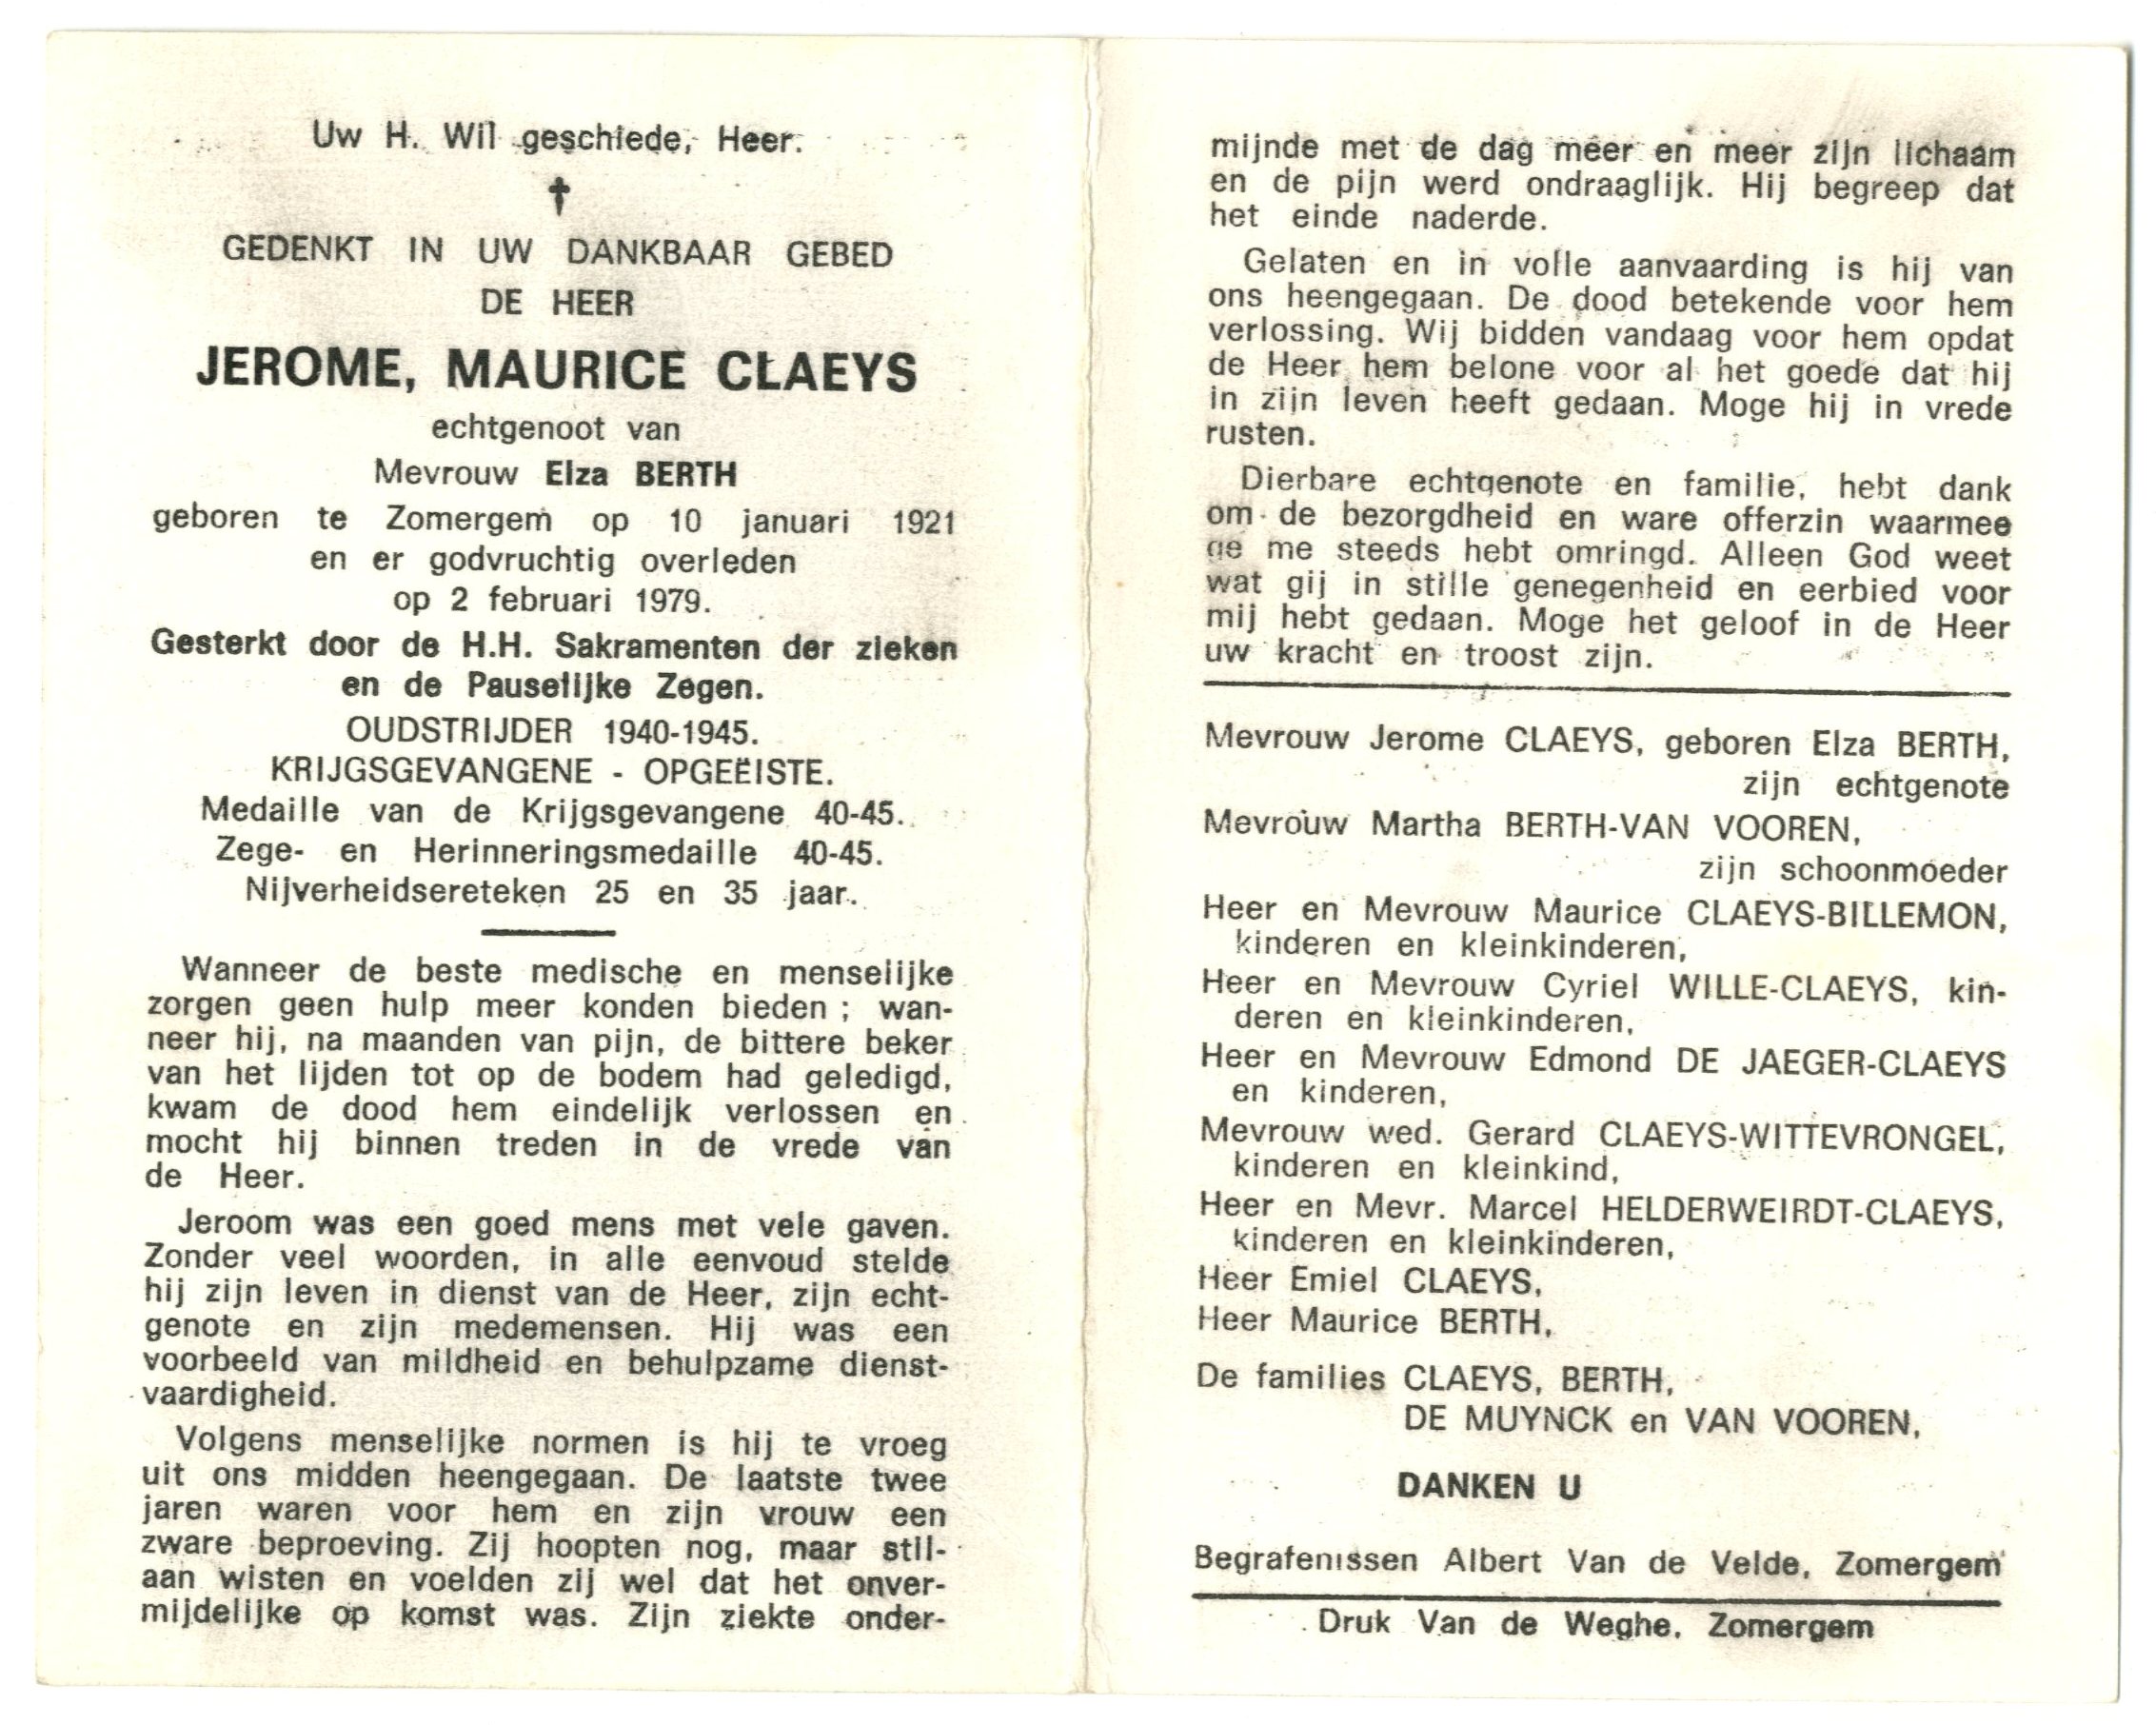 Uw H. Wil geschiede, Heer.
✝
GEDENKT IN UW DANKBAAR GEBED
DE HEER
JEROME, MAURICE CLAEYS
echtgenoot van
Mevrouw Elza BERTH
geboren te Zomergem op 10 januari 1921
en er godvruchtig overleden
op 2 februari 1979.
Gesterkt door de H.H. Sakramenten der zieken
en de Pauselijke Zegen.
OUDSTRIJDER 1940-1945.
KRIJGSGEVANGENE - OPGEËISTE.
Medaille van de Krijgsgevangene 40-45.
Zege- en Herinneringsmedaille 40-45.
Nijverheidsereteken 25 en 35 jaar.
Wanneer de beste medische en menselijke
zorgen geen hulp meer konden bieden ; wan-
neer hij, na maanden van pijn, de bittere beker
van het lijden tot op de bodem had geledigd,
kwam de dood hem eindelijk verlossen en
mocht hij binnen treden in de vrede van
de Heer.
Jeroom was een goed mens met vele gaven.
Zonder veel woorden, in alle eenvoud stelde
hij zijn leven in dienst van de Heer, zijn echt-
genote en zijn medemensen. Hij was een
voorbeeld van mildheid en behulpzame dienst-
vaardigheid.
Volgens menselijke normen is hij te vroeg
uit ons midden heengegaan. De laatste twee
jaren waren voor hem en zijn vrouw een
zware beproeving. Zij hoopten nog, maar stil-
aan wisten en voelden zij wel dat het onver-
mijdelijke op komst was. Zijn ziekte onder-
mijnde met de dag meer en meer zijn lichaam
en de pijn werd ondraaglijk. Hij begreep dat
het einde naderde.
Gelaten en in volle aanvaarding is hij van
ons heengegaan. De dood betekende voor hem
verlossing. Wij bidden vandaag voor hem opdat
de Heer hem belone voor al het goede dat hij
in zijn leven heeft gedaan. Moge hij in vrede
rusten.
Dierbare echtgenote en familie, hebt dank
om de bezorgdheid en ware offerzin waarmee
ge me steeds hebt omringd. Alleen God weet
wat gij in stille genegenheid en eerbied voor
mij hebt gedaan. Moge het geloof in de Heer
uw kracht en troost zijn.
Mevrouw Jerome CLAEYS, geboren Elza BERTH,
zijn echtgenote
Mevrouw Martha BERTH-VAN VOOREN,
zijn schoonmoeder
Heer en Mevrouw Maurice CLAEYS-BILLEMON,
kinderen en kleinkinderen,
Heer en Mevrouw Cyriel WILLE-CLAEYS, kin-
deren en kleinkinderen,
Heer en Mevrouw Edmond DE JAEGER-CLAEYS
en kinderen,
Mevrouw wed. Gerard CLAEYS-WITTEVRONGEL,
kinderen en kleinkind,
Heer en Mevr. Marcel HELDERWEIRDT-CLAEYS,
kinderen en kleinkinderen,
Heer Emiel CLAEYS,
Heer Maurice BERTH,
De families CLAEYS, BERTH,
DE MUYNCK en VAN VOOREN,
DANKEN U
Begrafenissen Albert Van de Velde, Zomergem
Druk Van de Weghe, Zomergem